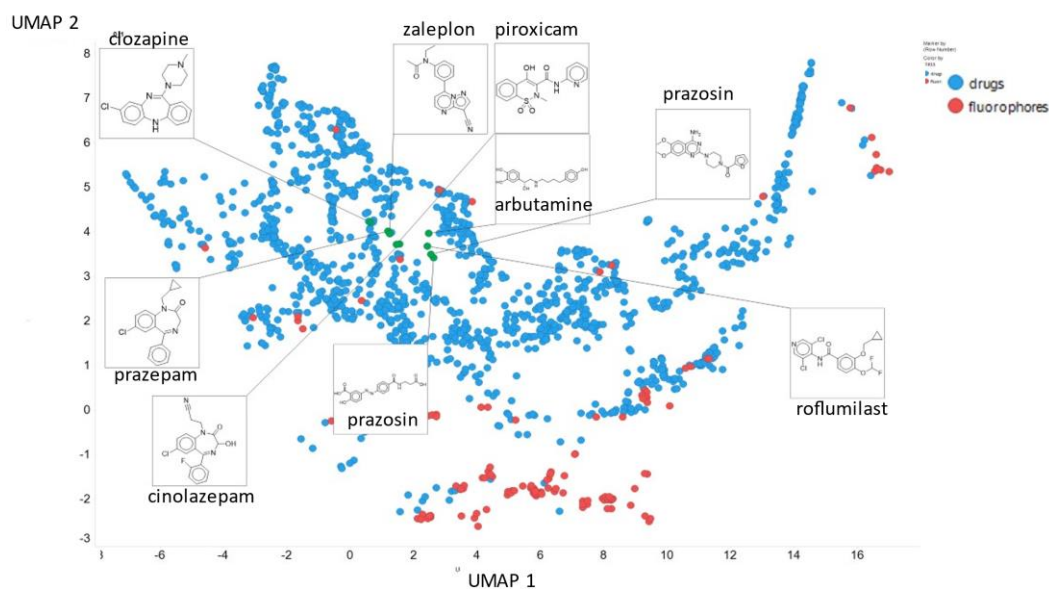 UMAP 2
clozapine
zaleplon
piroxicam
prazosin
arbutamine
drugs
fluorophores
prazepam
cinolazepam
prazosin
roflumilast
8
7
6
5
4
3
2
1
0
-1
-2
-3
-6 -4 -2 0 2 4 6 8 10 12 14 16
UMAP 1